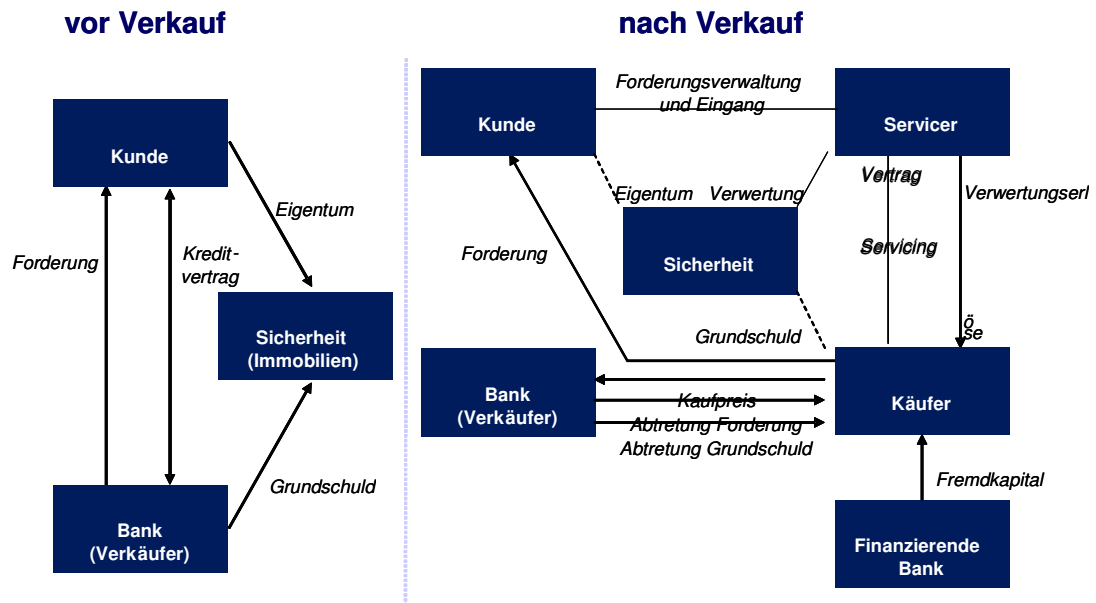 vor Verkauf
Kunde
Eigentum
Forderung
Kredit-
vertrag
Sicherheit
(Immobilien)
Grundschuld
Bank
(Verkäufer)
nach Verkauf
Kunde
Forderungsverwaltung
und Eingang
Servicer
Eigentum
Verwertung
Vertrag
Servicing
Verwertungserl
ö
se
Sicherheit
Forderung
Grundschuld
Bank
(Verkäufer)
Kaufpreis
Abtretung Forderung
Abtretung Grundschuld
Käufer
Fremdkapital
Finanzierende
Bank